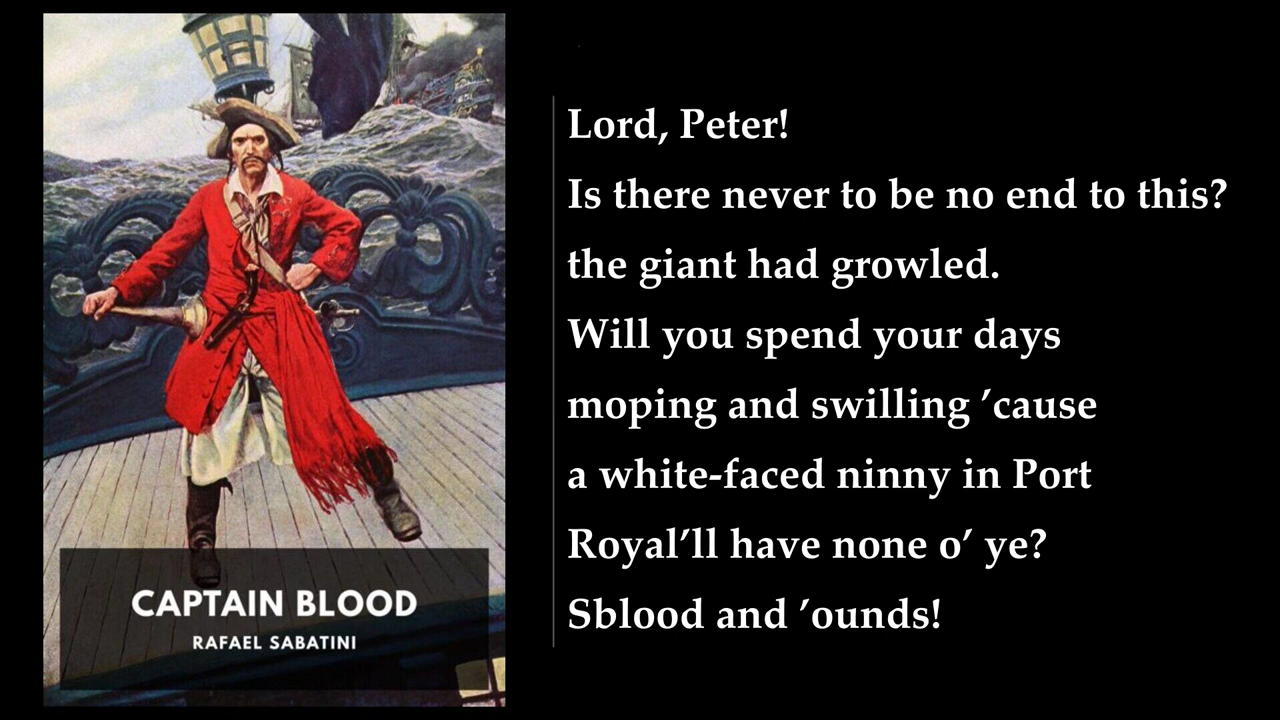 CAPTAIN BLOOD
RAFAEL SABATINI
Lord, Peter!
Is there never to be no end to this?
the giant had growled.
Will you spend your days
moping and swilling ’cause
a white-faced ninny in Port
Royal’ll have none o’ ye?
Sblood and ’ounds!